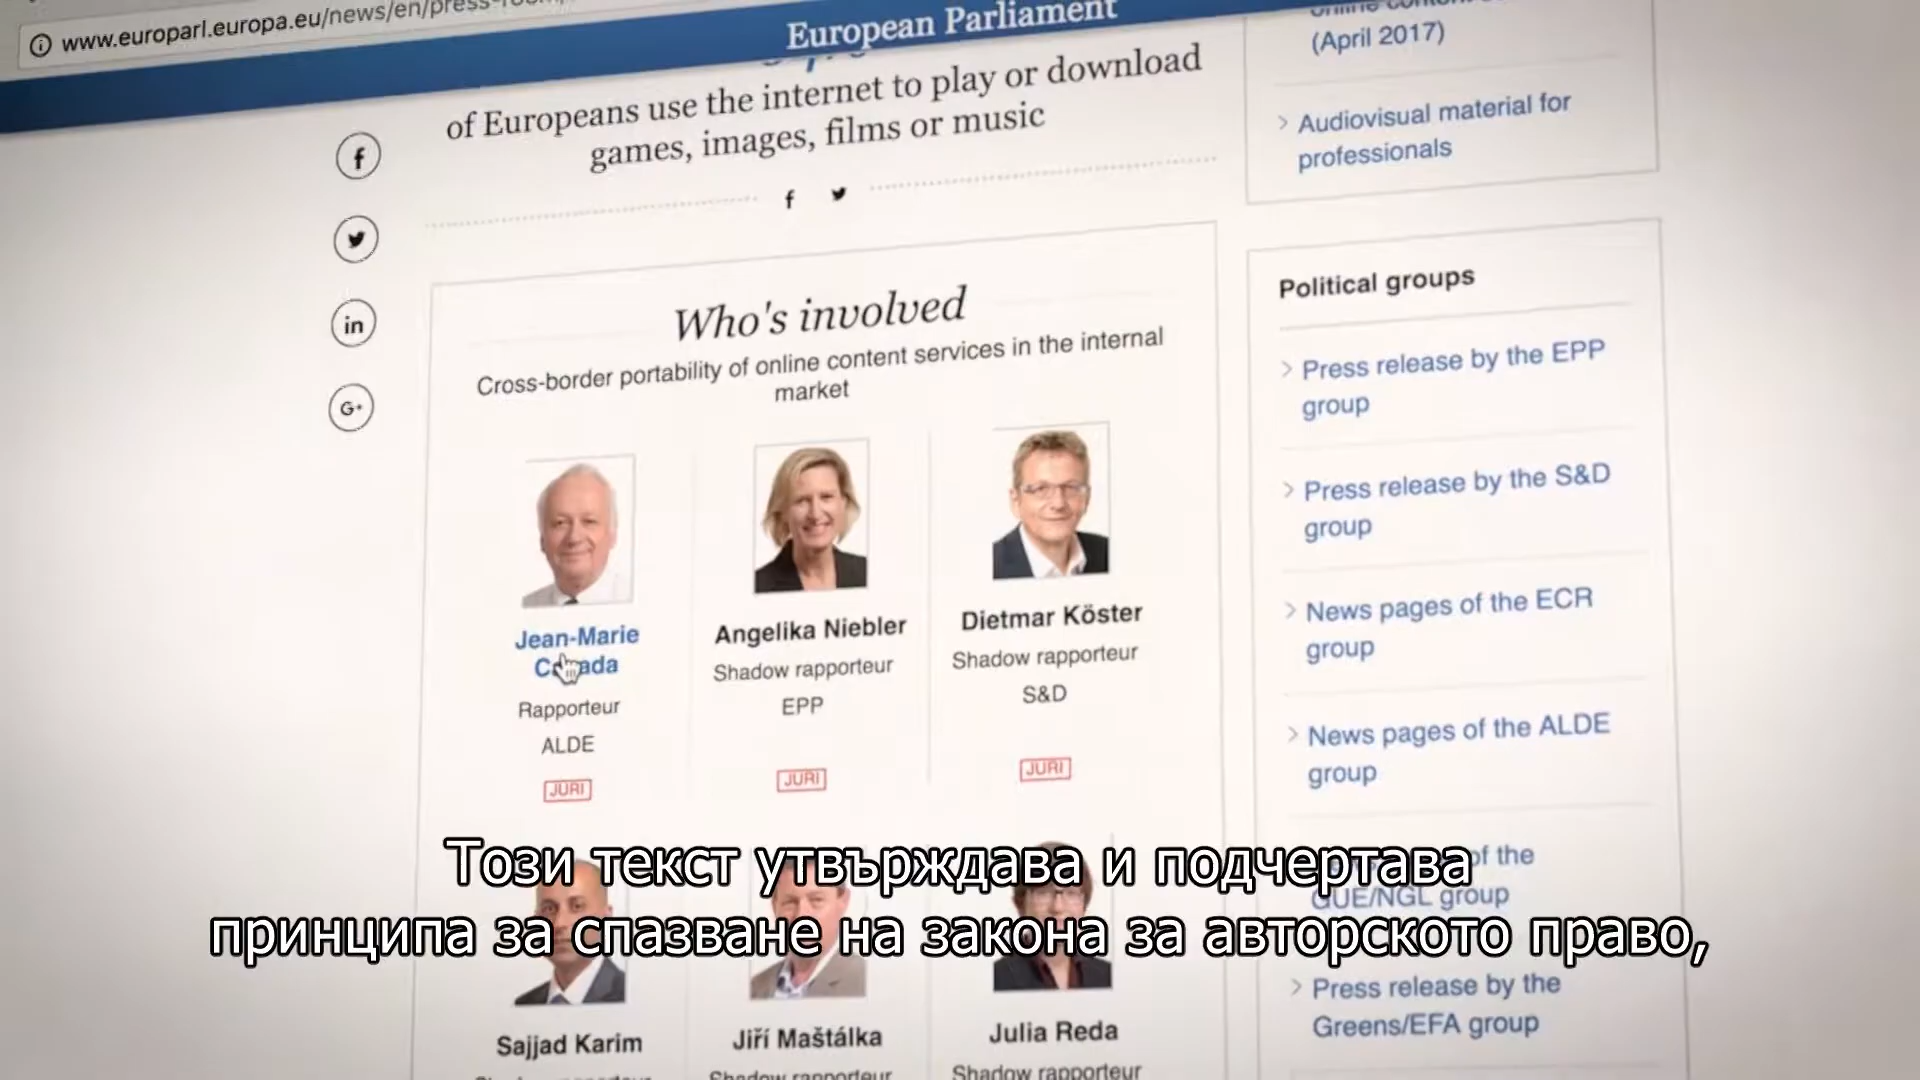 www.europarl.europa.eu/news/en/press-room
European Parliament
of Europeans use the internet to play or download
games, images, films or music
(April 2017)
Audiovisual material for
professionals
Who's involved
Cross-border portability of online content services in the internal
market
Jean-Marie
Rapporteur
ALDE
JURI
Angelika Niebler
Shadow rapporteur
EPP
JURI
Dietmar Köster
Shadow rapporteur
S&D
JURI
Sajjad Karim
Jiří Maštálka
Shadow rapporteur
Julia Reda
Shadow rapporteur
Political groups
Press release by the EPP
group
Press release by the S&D
group
News pages of the ECR
group
News pages of the ALDE
group
of the
GUE/NGL group
Press release by the
Greens/EFA group
Този текст утвърждава и подчертава
принципа за спазване на закона за авторското право,